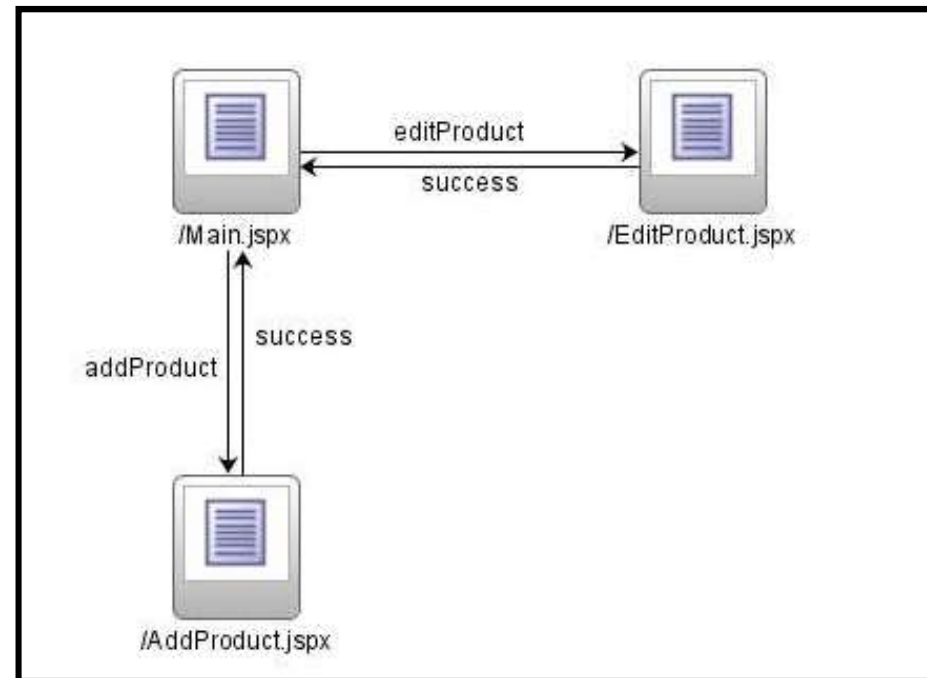 editProduct
success
/Main.jspx
/EditProduct.jspx
success
addProduct
/AddProduct.jspx